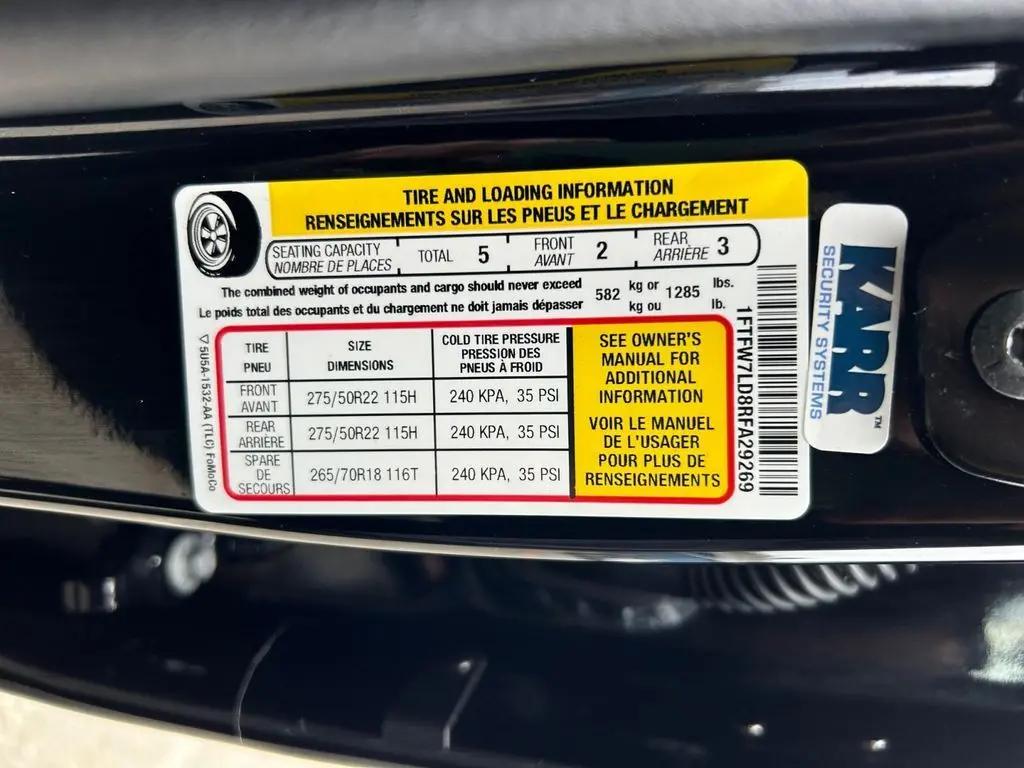 TIRE AND LOADING INFORMATION
RENSEIGNEMENTS SUR LES PNEUS ET LE CHARGEMENT
SEATING CAPACITY
NOMBRE DE PLACES
TOTAL 5
FRONT
AVANT
2
REAR
ARRIÈRE
3
The combined weight of occupants and cargo should never exceed
Le poids total des occupants et du chargement ne doit jamais dépasser
582
kg or
kg ou
1285
lbs.
lb.
TIRE
PNEU
SIZE
DIMENSIONS
COLD TIRE PRESSURE
PRESSION DES
PNEUS À FROID
FRONT
AVANT
275/50R22 115H
240 KPA, 35 PSI
REAR
ARRIÈRE
275/50R22 115H
240 KPA, 35 PSI
SPARE
DE
SECOURS
265/70R18 116T
240 KPA, 35 PSI
SEE OWNER'S
MANUAL FOR
ADDITIONAL
INFORMATION
VOIR LE MANUEL
DE L'USAGER
POUR PLUS DE
RENSEIGNEMENTS
5U5A-1532-AA (TLC) FoMoCo
1FTFW7LD8RFA29269
KARR™
SECURITY SYSTEMS